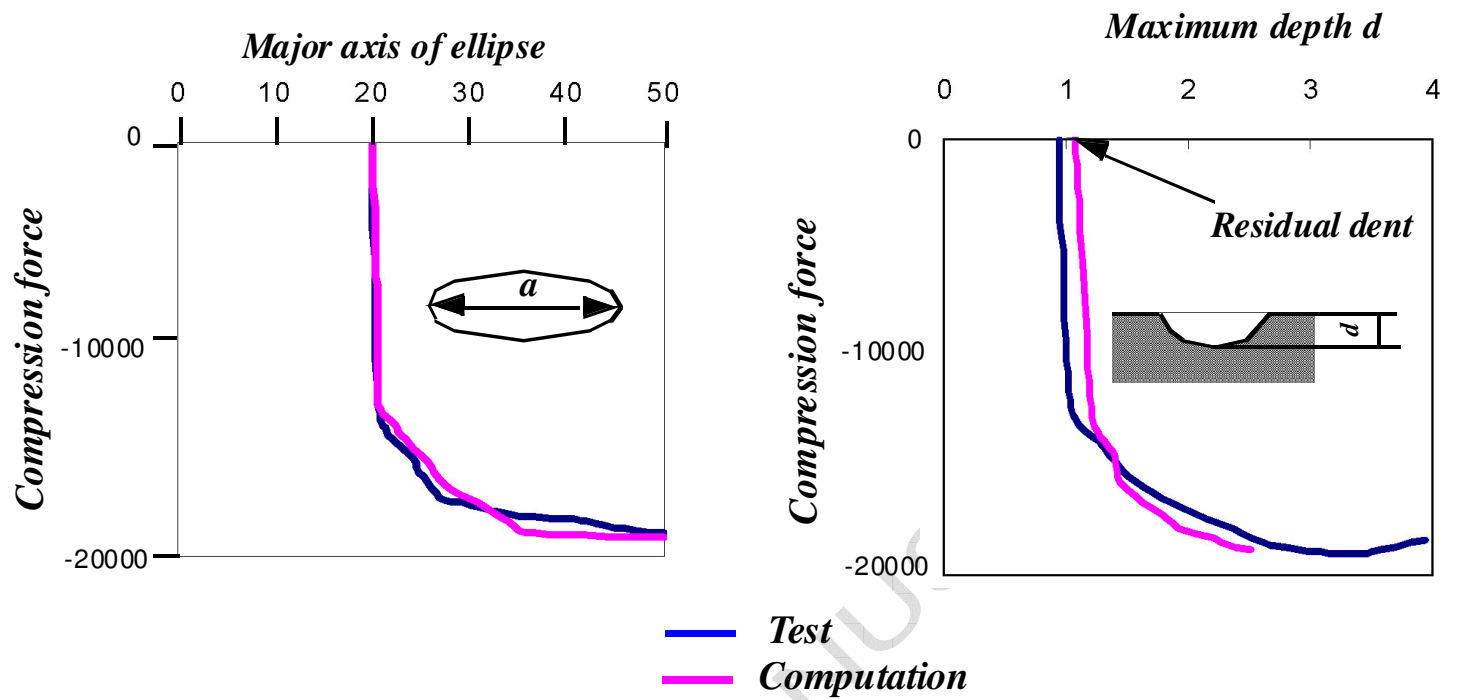 Major axis of ellipse
0 10 20 30 40 50
0
-10000
-20000
Compression force
a
Maximum depth d
0 1 2 3 4
0
-10000
-20000
Compression force
Residual dent
d
Test
Computation